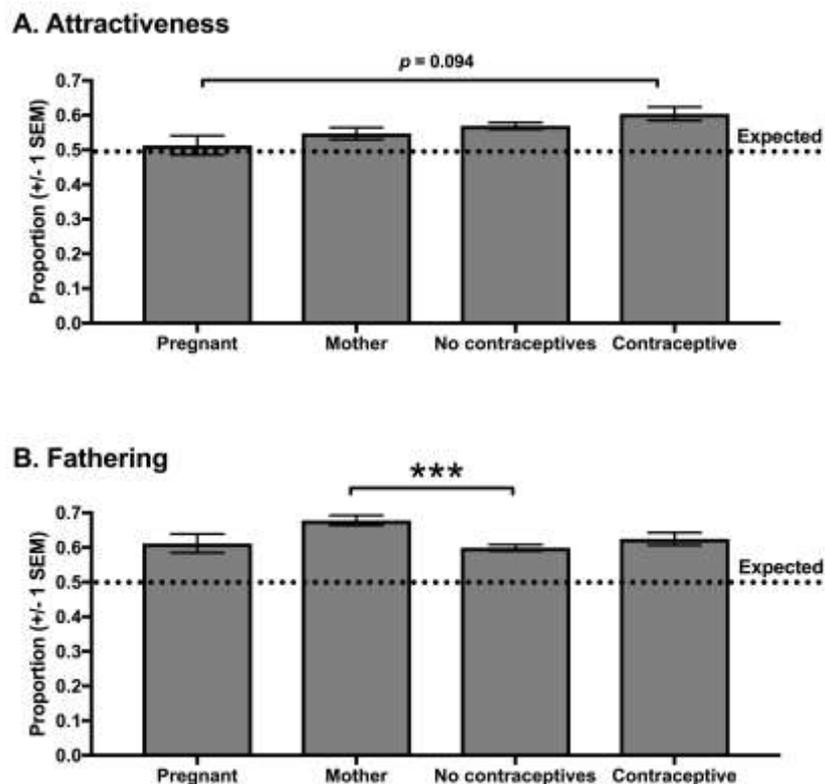 A. Attractiveness
p = 0.094
Proportion (+/- 1 SEM)
0.7
0.6
0.5
0.4
0.3
0.2
0.1
0.0
Expected
Pregnant Mother No contraceptives Contraceptive
B. Fathering
***
Proportion (+/- 1 SEM)
0.7
0.6
0.5
0.4
0.3
0.2
0.1
0.0
Expected
Pregnant Mother No contraceptives Contraceptive